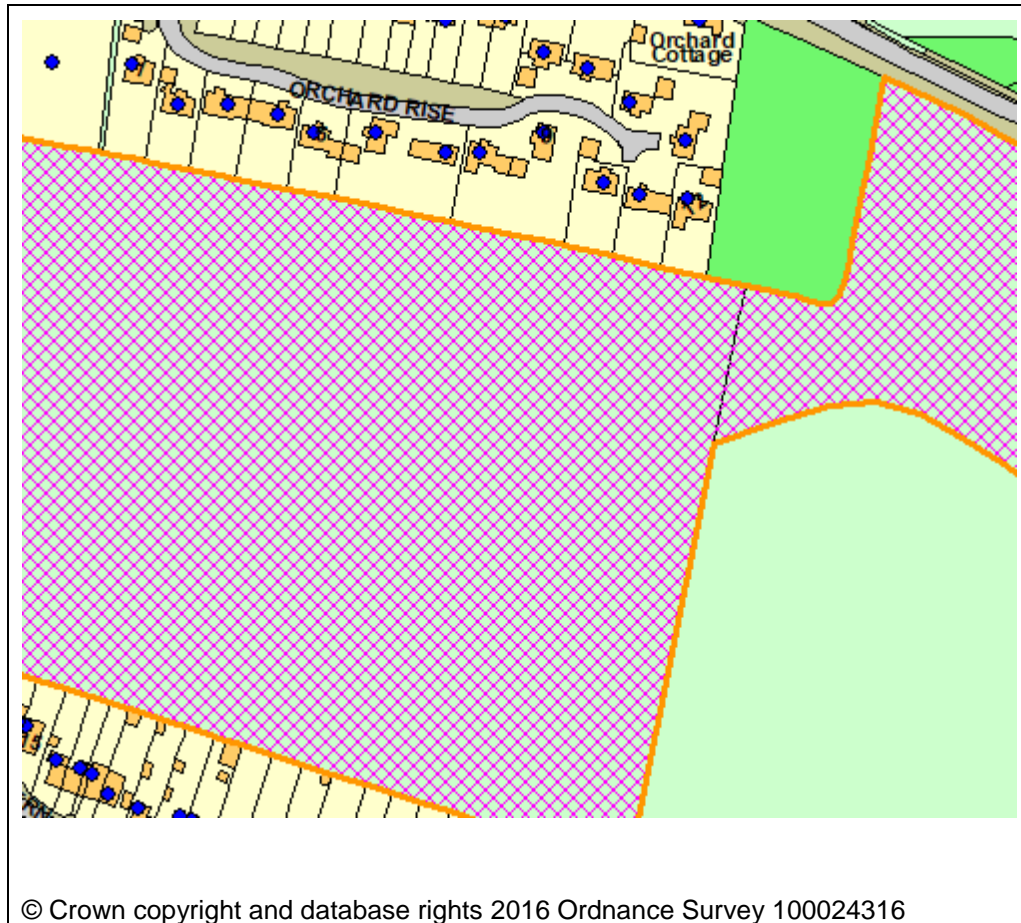 Orchard
Cottage
ORCHARD RISE
© Crown copyright and database rights 2016 Ordnance Survey 100024316